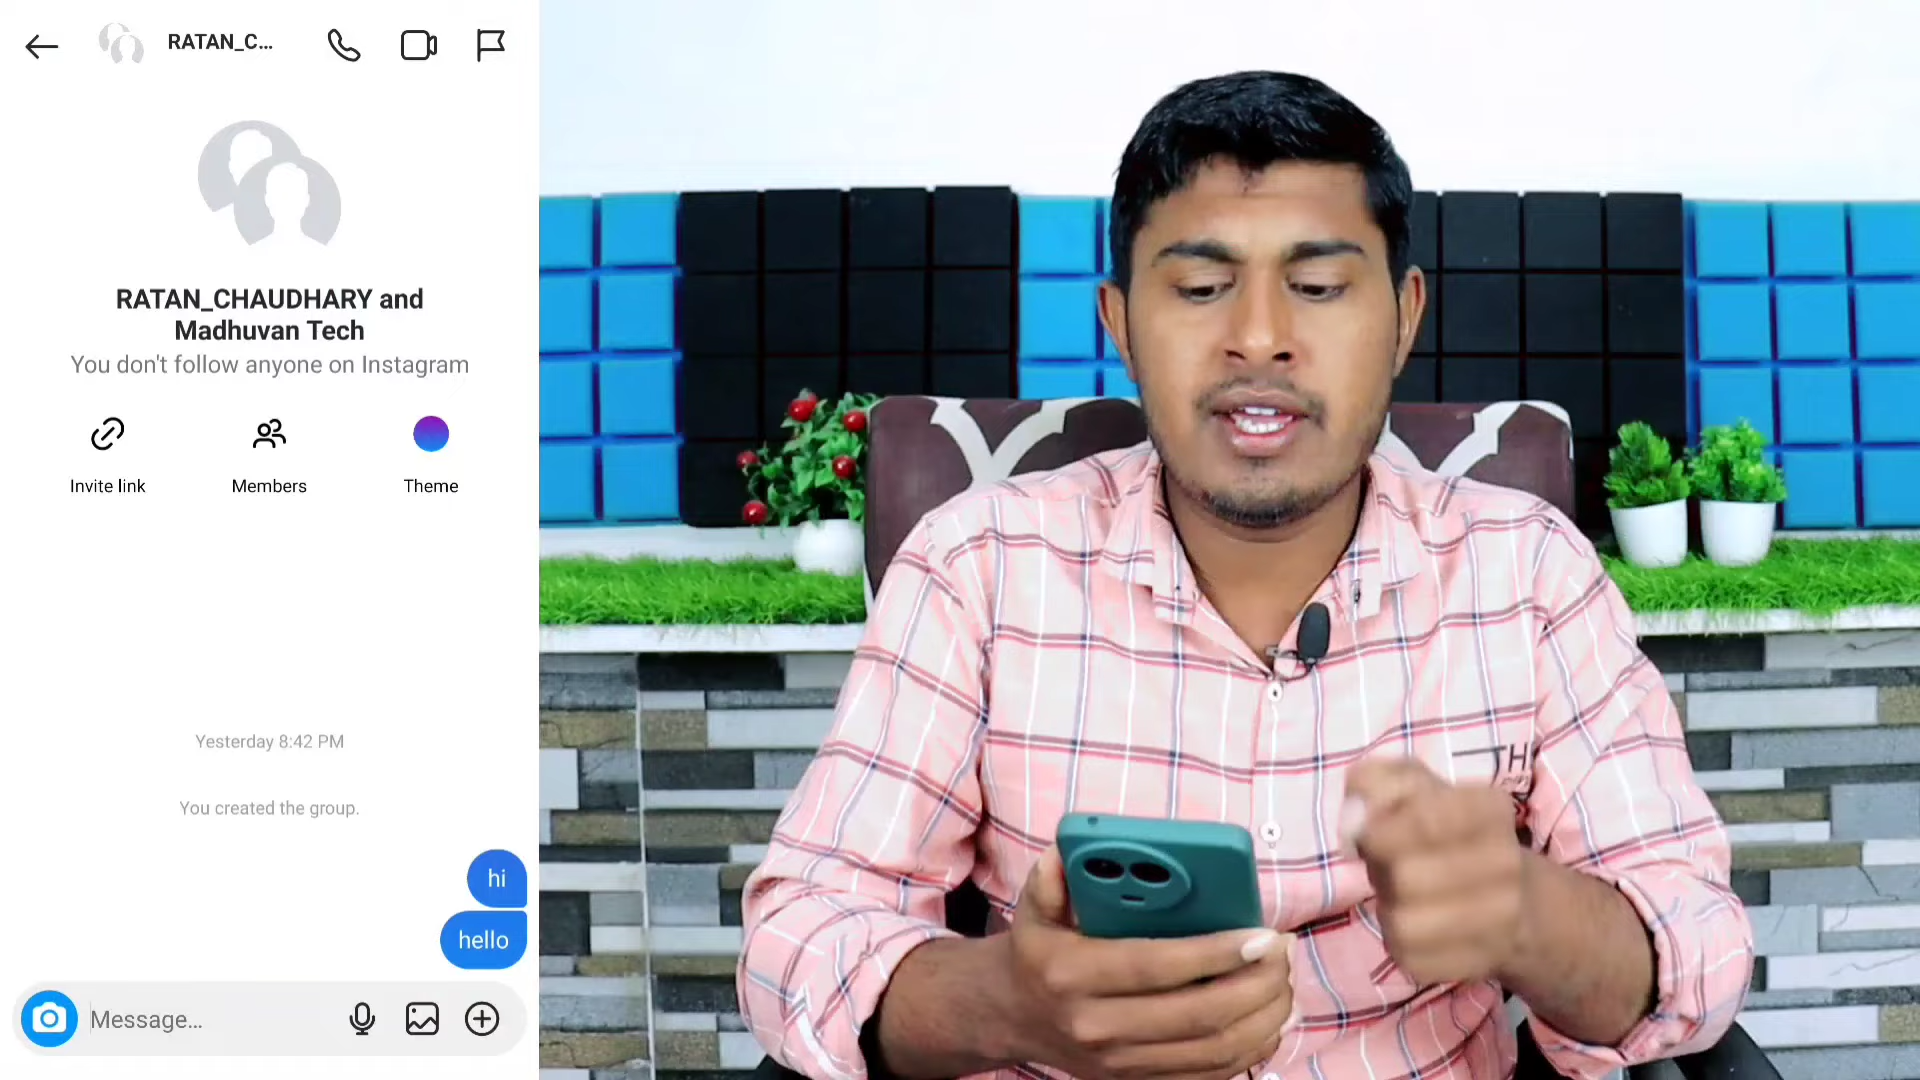 RATAN_C...
RATAN_CHAUDHARY and
Madhuvan Tech
You don't follow anyone on Instagram
Invite link
Members
Theme
Yesterday 8:42 PM
You created the group.
hi
hello
Message...